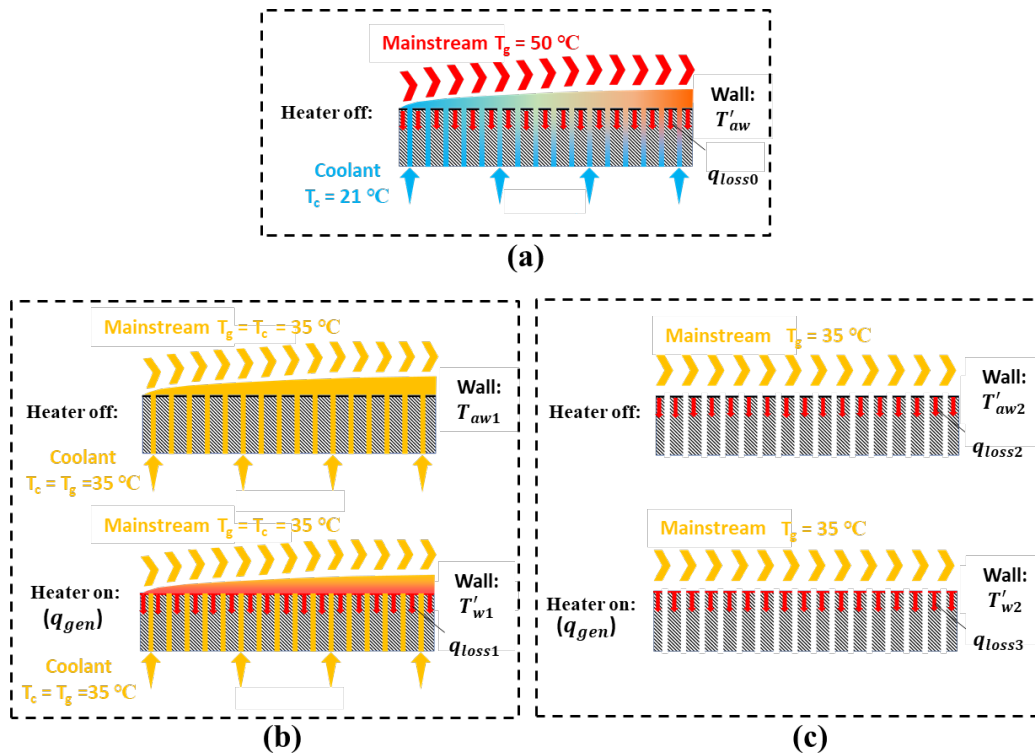 Mainstream T_g = 50 °C
Heater off:
Wall:
T'_aw
q_loss0
Coolant
T_c = 21 °C
(a)
Mainstream T_g = T_c = 35 °C
Heater off:
Wall:
T_aw1
Coolant
T_c = T_g =35 °C
Mainstream T_g = T_c = 35 °C
Heater on:
(q_gen)
Wall:
T'_w1
q_loss1
Coolant
T_c = T_g =35 °C
(b)
Mainstream T_g = 35 °C
Heater off:
Wall:
T'_aw2
q_loss2
Mainstream T_g = 35 °C
Heater on:
(q_gen)
Wall:
T'_w2
q_loss3
(c)